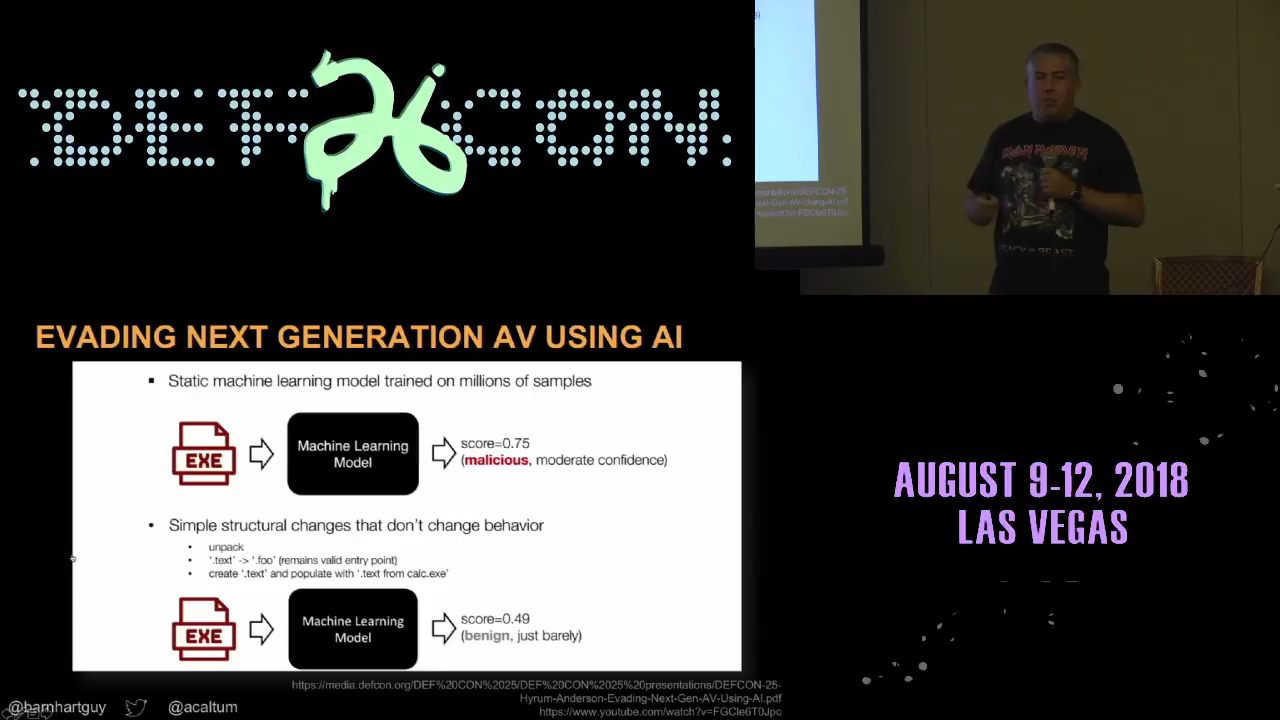 DEF CON 26
IRON MAIDEN
EVADING NEXT GENERATION AV USING AI
▪ Static machine learning model trained on millions of samples
EXE
Machine Learning
Model
score=0.75
(malicious, moderate confidence)
• Simple structural changes that don't change behavior
• unpack
• '.text' -> '.foo' (remains valid entry point)
• create '.text' and populate with '.text from calc.exe'
EXE
Machine Learning
Model
score=0.49
(benign, just barely)
https://media.defcon.org/DEF%20CON%2025/DEF%20CON%2025%20presentations/DEFCON-25-
Hyrum-Anderson-Evading-Next-Gen-AV-Using-AI.pdf
https://www.youtube.com/watch?v=FGCle6T0Jpc
@barnhartguy
@acaltum
AUGUST 9-12, 2018
LAS VEGAS